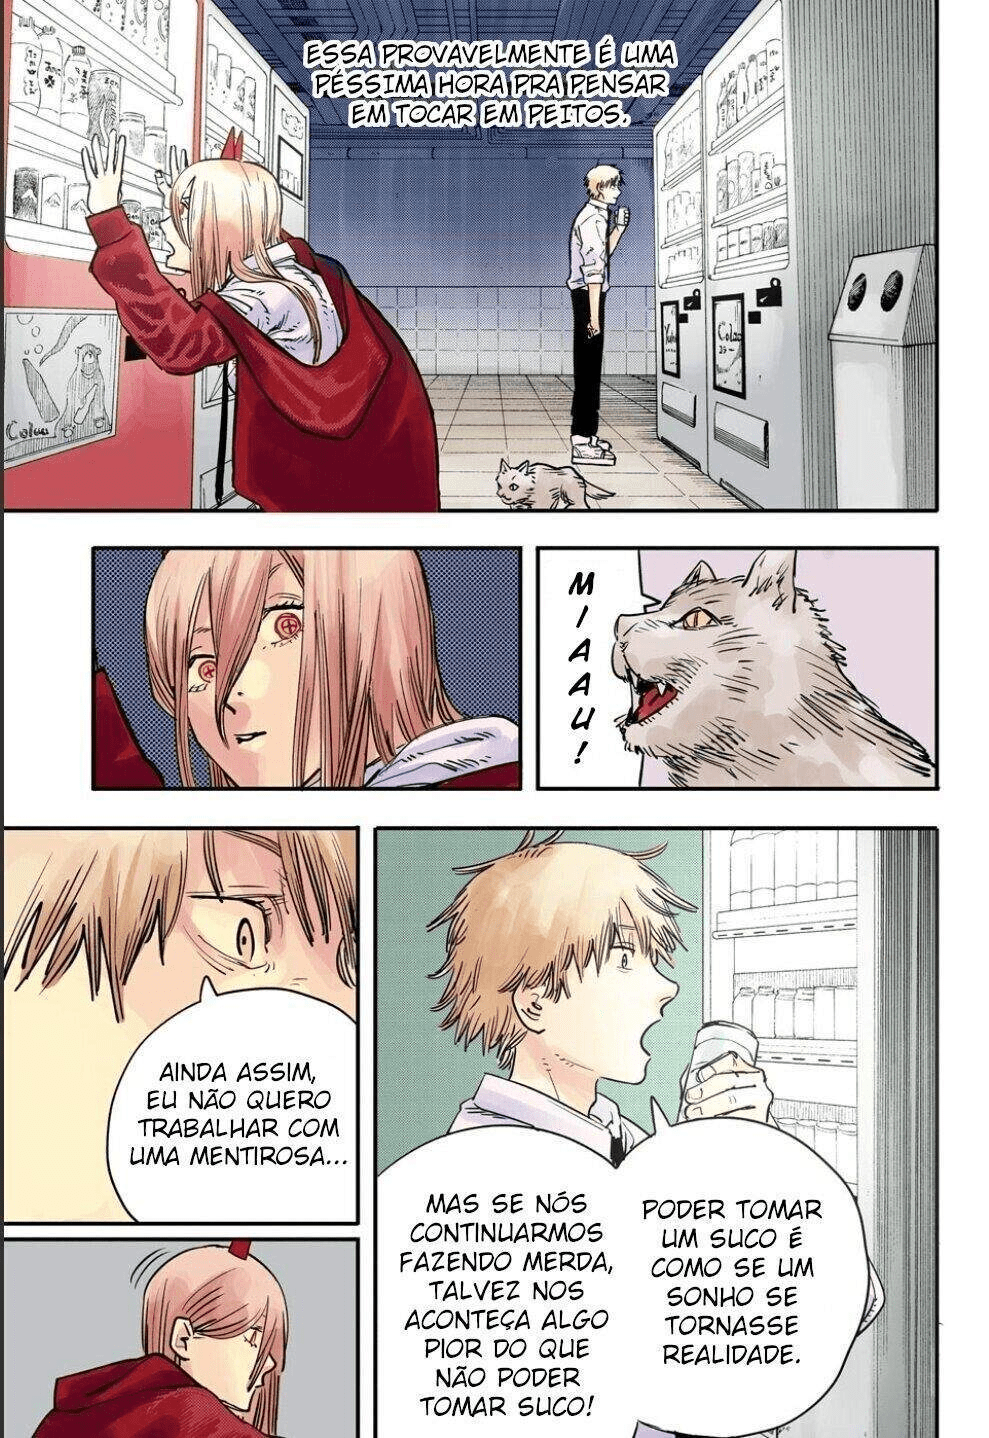 ESSA PROVAVELMENTE É UMA
PÉSSIMA HORA PRA PENSAR
EM TOCAR EM PEITOS.
Colaa
MIAAU!
PODER TOMAR
UM SUCO É
COMO SE UM
SONHO SE
TORNASSE
REALIDADE.
MAS SE NÓS
CONTINUARMOS
FAZENDO MERDA,
TALVEZ NOS
ACONTEÇA ALGO
PIOR DO QUE
NÃO PODER
TOMAR SUCO!
AINDA ASSIM,
EU NÃO QUERO
TRABALHAR COM
UMA MENTIROSA...